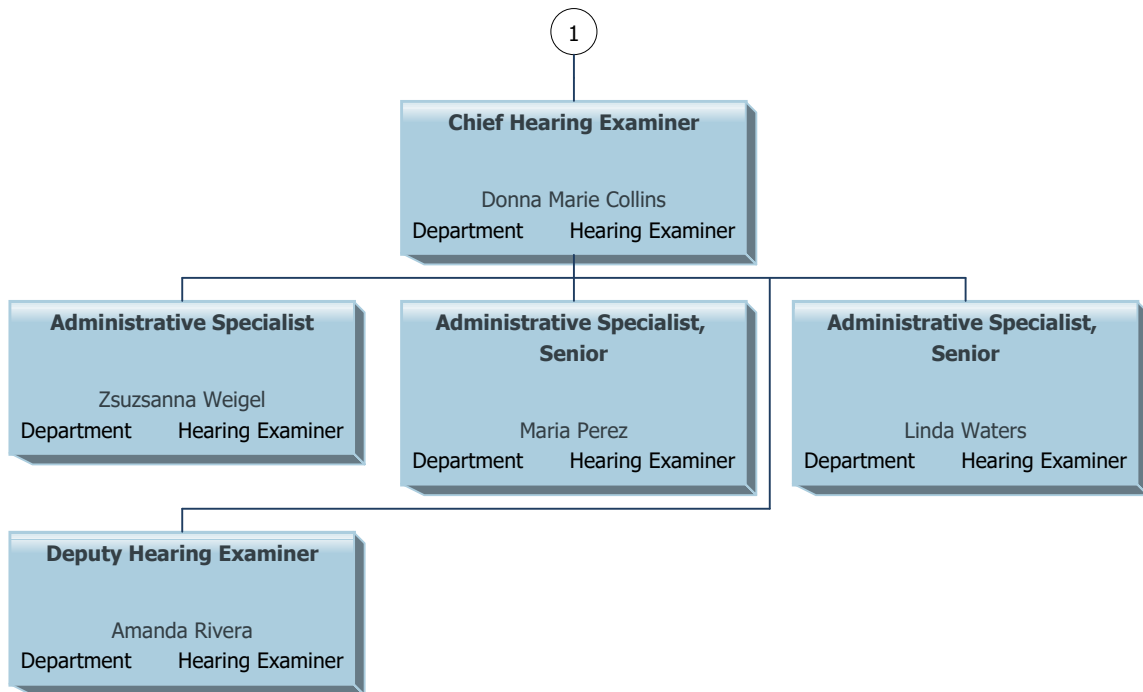 1
Chief Hearing Examiner
Donna Marie Collins
Department Hearing Examiner
Administrative Specialist
Zsuzsanna Weigel
Department Hearing Examiner
Administrative Specialist,
Senior
Maria Perez
Department Hearing Examiner
Administrative Specialist,
Senior
Linda Waters
Department Hearing Examiner
Deputy Hearing Examiner
Amanda Rivera
Department Hearing Examiner